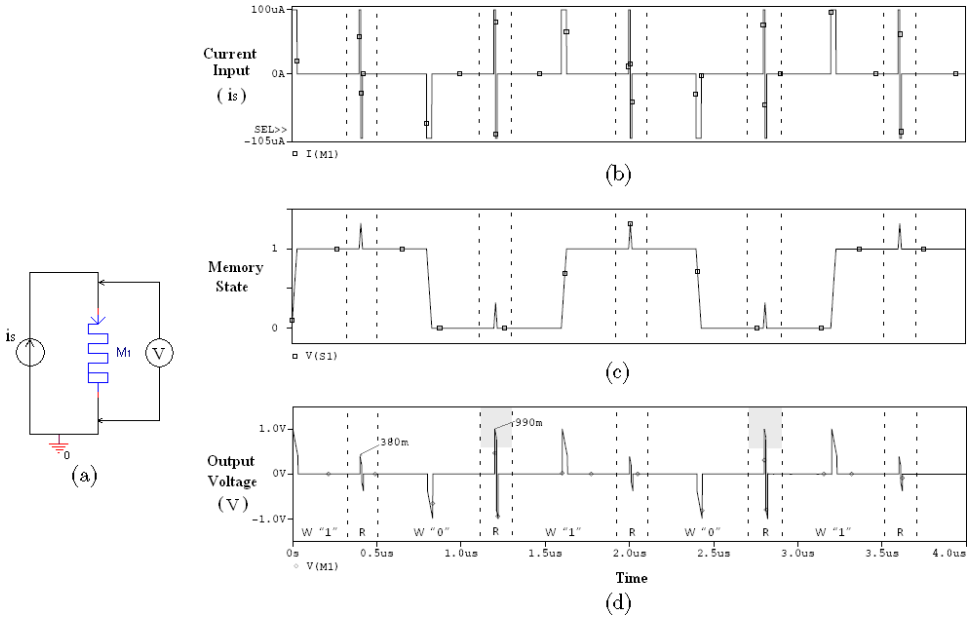 is
M1
V
0
(a)
Current
Input
( is )
100uA
0A
SEL>>
-105uA
I(M1)
(b)
Memory
State
1
0
V(S1)
(c)
Output
Voltage
(V)
1.0V
0V
-1.0V
380m
990m
W "1" R W "0" R W "1" R W "0" R W "1" R
0s 1.5us 1.0us 1.5us 2.0us 2.5us 3.0us 3.5us 4.0us
V(M1)
Time
(d)